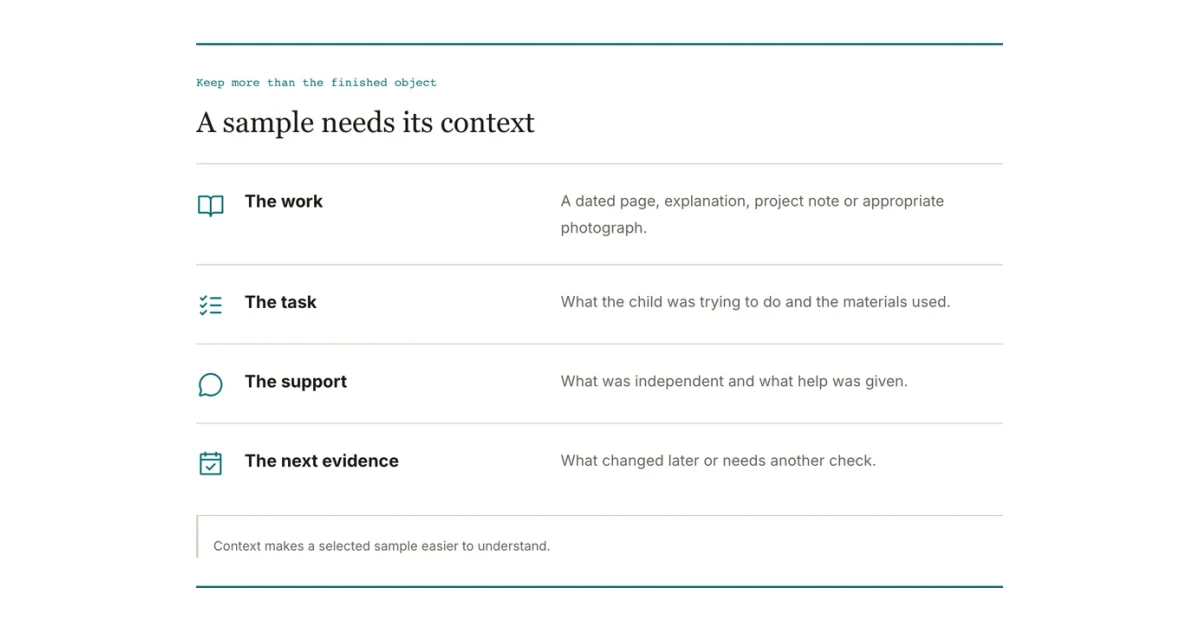 Keep more than the finished object
A sample needs its context
The work
A dated page, explanation, project note or appropriate
photograph.
The task
What the child was trying to do and the materials used.
The support
What was independent and what help was given.
The next evidence
What changed later or needs another check.
Context makes a selected sample easier to understand.